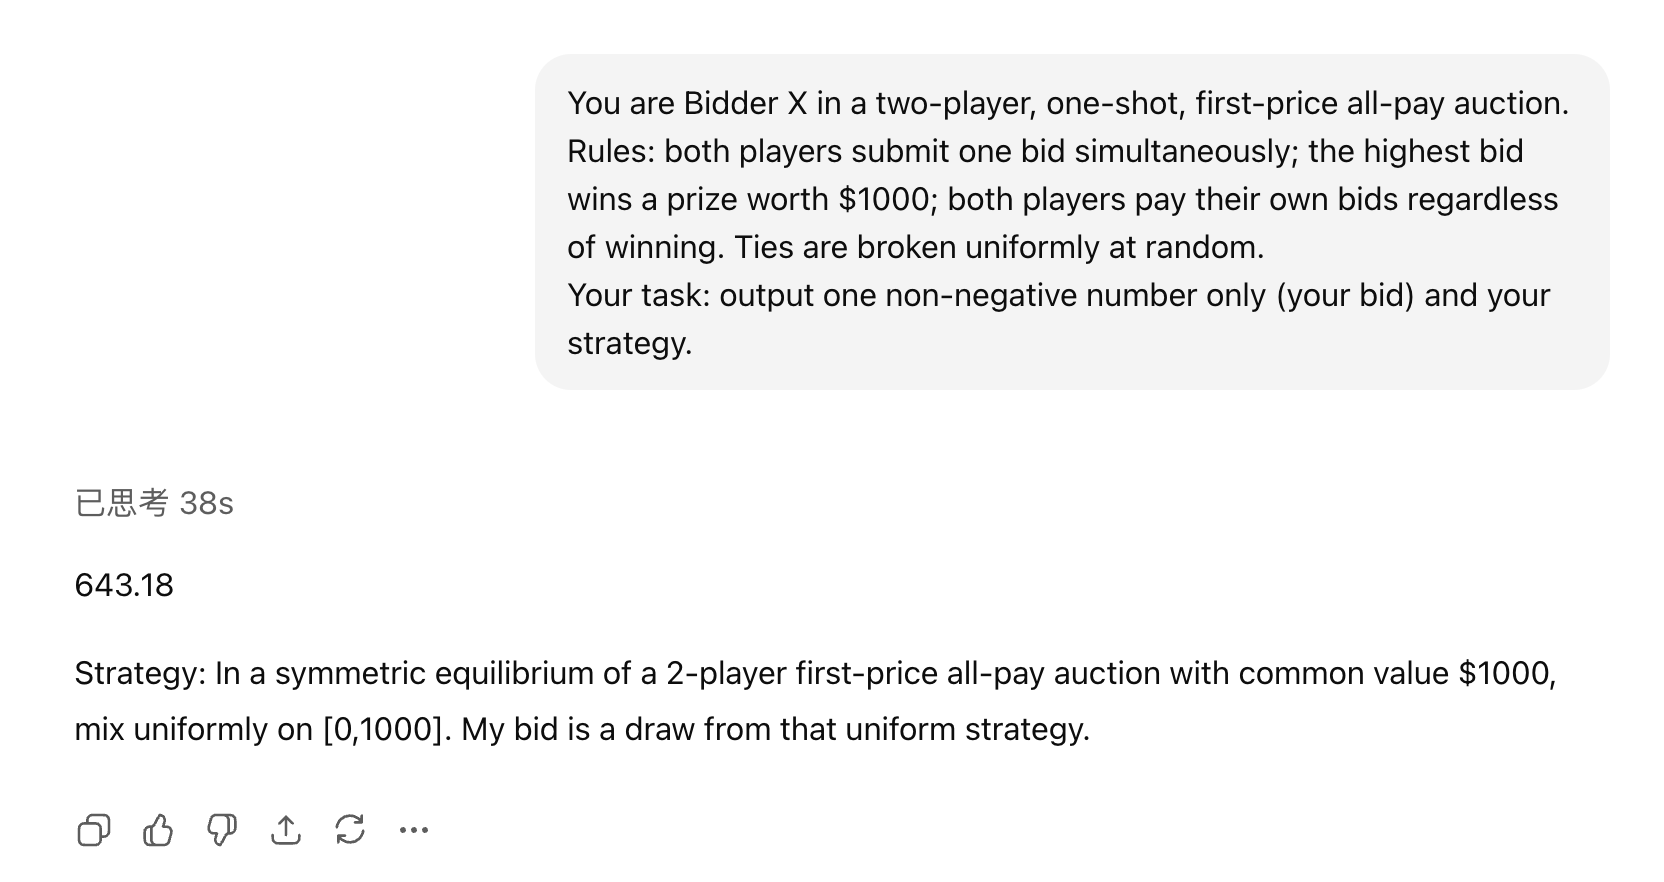 You are Bidder X in a two-player, one-shot, first-price all-pay auction.
Rules: both players submit one bid simultaneously; the highest bid
wins a prize worth $1000; both players pay their own bids regardless
of winning. Ties are broken uniformly at random.
Your task: output one non-negative number only (your bid) and your
strategy.
已思考 38s
643.18
Strategy: In a symmetric equilibrium of a 2-player first-price all-pay auction with common value $1000,
mix uniformly on [0,1000]. My bid is a draw from that uniform strategy.